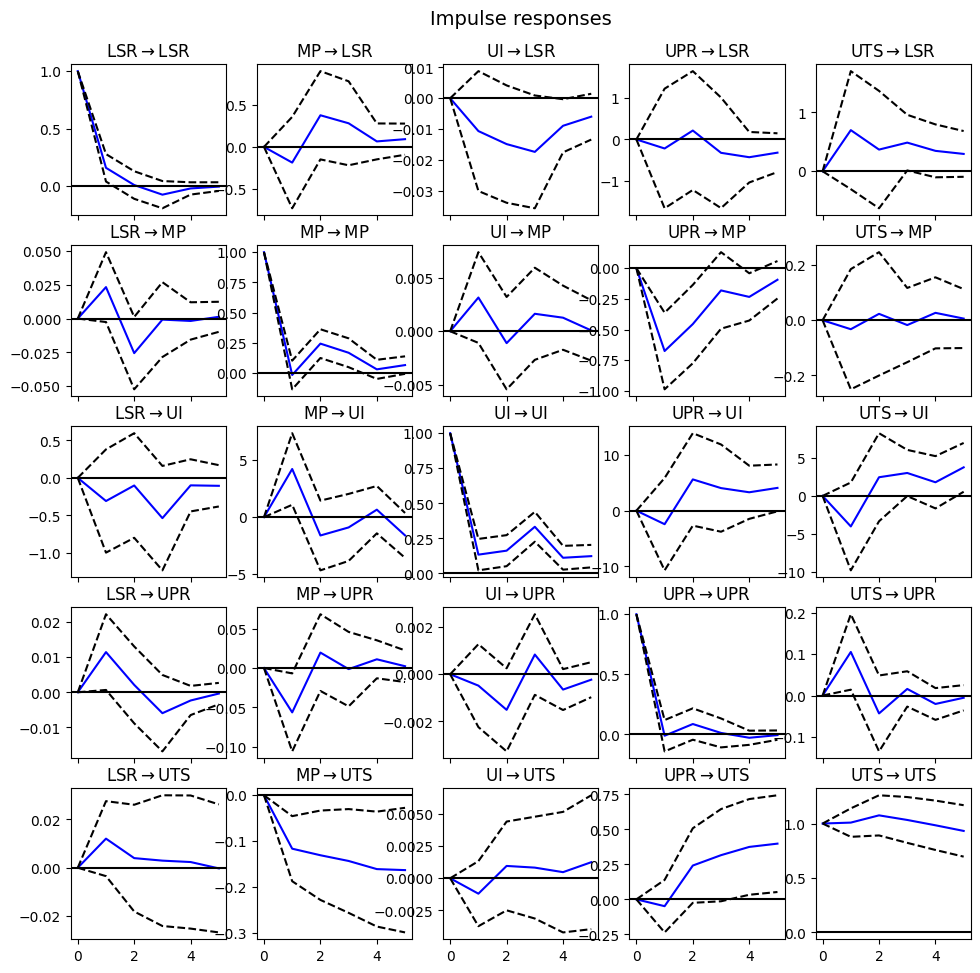 Impulse responses
LSR→LSR MP→LSR UI→LSR UPR→LSR UTS→LSR
1.0 0.5 0.0
0.5 0.0 −0.5
0.01 0.00 −0.01 −0.02 −0.03
1 0 −1
1 0
LSR→MP MP→MP UI→MP UPR→MP UTS→MP
0.050 0.025 0.000 −0.025 −0.050
1.00 0.75 0.50 0.25 0.00
0.005 0.000 −0.005
0.00 −0.25 −0.50 −0.75 −1.00
0.2 0.0 −0.2
LSR→UI MP→UI UI→UI UPR→UI UTS→UI
0.5 0.0 −0.5 −1.0
5 0 −5
1.00 0.75 0.50 0.25 0.00
10 0 −10
5 0 −5 −10
LSR→UPR MP→UPR UI→UPR UPR→UPR UTS→UPR
0.02 0.01 0.00 −0.01
0.05 0.00 −0.05 −0.10
0.002 0.000 −0.002
1.0 0.5 0.0
0.2 0.1 0.0 −0.1
LSR→UTS MP→UTS UI→UTS UPR→UTS UTS→UTS
0.02 0.00 −0.02
0.0 −0.1 −0.2 −0.3
0.0050 0.0025 0.0000 −0.0025
0.75 0.50 0.25 0.00 −0.25
1.0 0.5 0.0
0 2 4 0 2 4 0 2 4 0 2 4 0 2 4